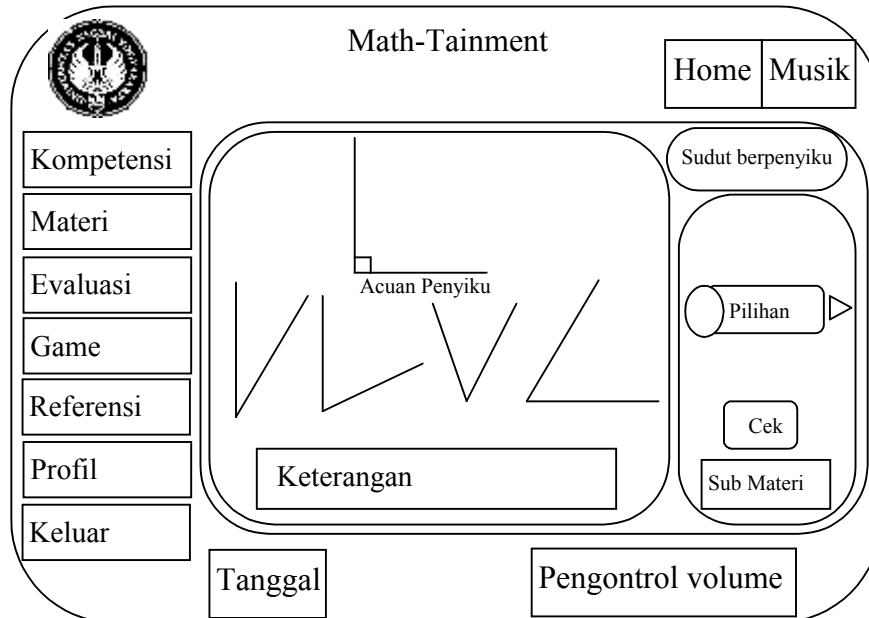 Math-Tainment
Home
Musik
Kompetensi
Materi
Evaluasi
Game
Referensi
Profil
Keluar
Acuan Penyiku
Keterangan
Sudut berpenyiku
Pilihan
Cek
Sub Materi
Tanggal
Pengontrol volume